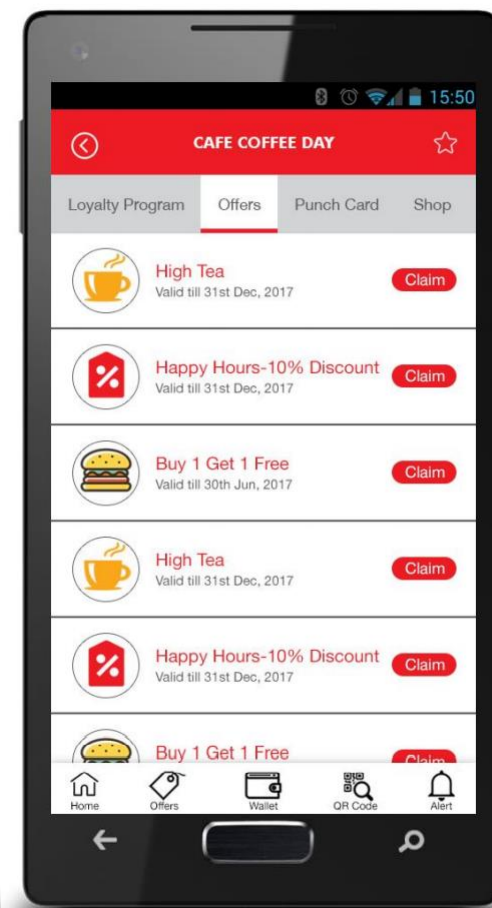 15:50
CAFE COFFEE DAY
Loyalty Program Offers Punch Card Shop
High Tea
Valid till 31st Dec, 2017
Claim
Happy Hours-10% Discount
Valid till 31st Dec, 2017
Claim
Buy 1 Get 1 Free
Valid till 30th Jun, 2017
Claim
High Tea
Valid till 31st Dec, 2017
Claim
Happy Hours-10% Discount
Valid till 31st Dec, 2017
Claim
Buy 1 Get 1 Free
Claim
Home Offers Wallet QR Code Alert